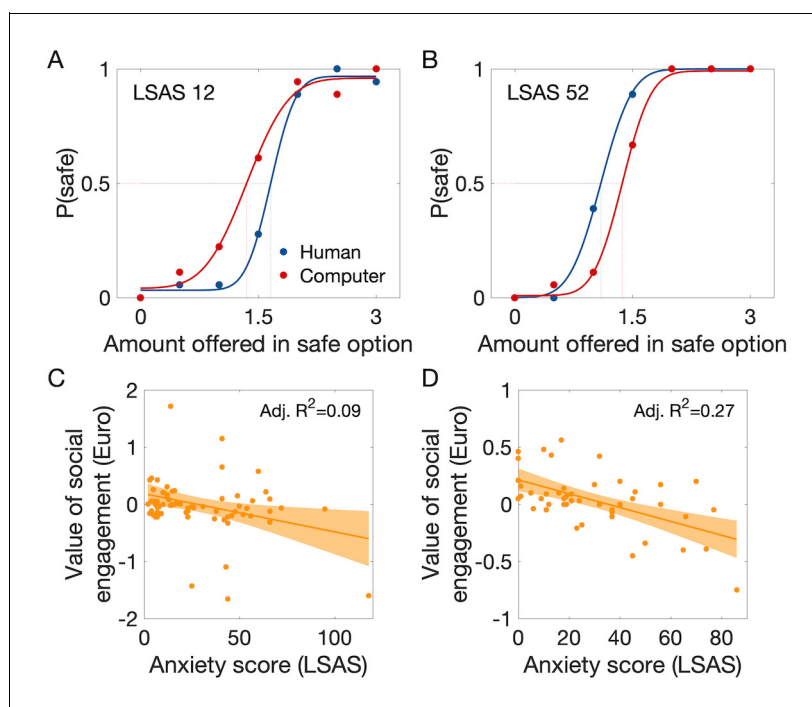 A
LSAS 12
1
0.5
0
P(safe)
Human
Computer
0
1.5
3
Amount offered in safe option
B
LSAS 52
1
0.5
0
P(safe)
0
1.5
3
Amount offered in safe option
C
Adj. R²=0.09
2
1
0
-1
-2
Value of social
engagement (Euro)
0
50
100
Anxiety score (LSAS)
D
Adj. R²=0.27
1
0.5
0
-0.5
-1
Value of social
engagement (Euro)
0
20
40
60
80
Anxiety score (LSAS)